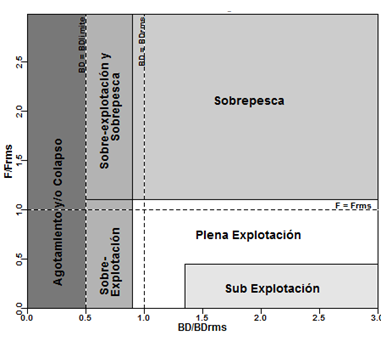 BD = BDlimite
BD = BDrms
Sobre-explotación y
Sobrepesca
Sobrepesca
Agotamiento y/o Colapso
F = Frms
Sobre-
Explotación
Plena Explotación
Sub Explotación
F/Frms
0.0 0.5 1.0 1.5 2.0 2.5
0.0 0.5 1.0 1.5 2.0 2.5 3.0
BD/BDrms